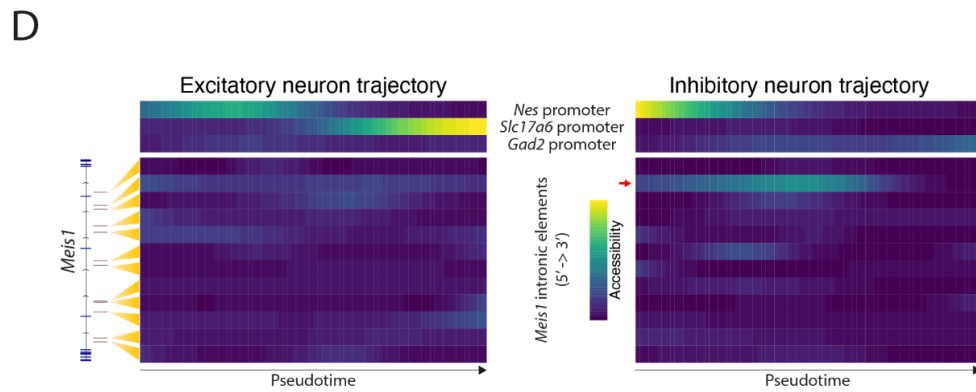 D
Excitatory neuron trajectory
Inhibitory neuron trajectory
Nes promoter
Slc17a6 promoter
Gad2 promoter
Meis1
Meis1 intronic elements
(5' -> 3')
Accessibility
Pseudotime
Pseudotime